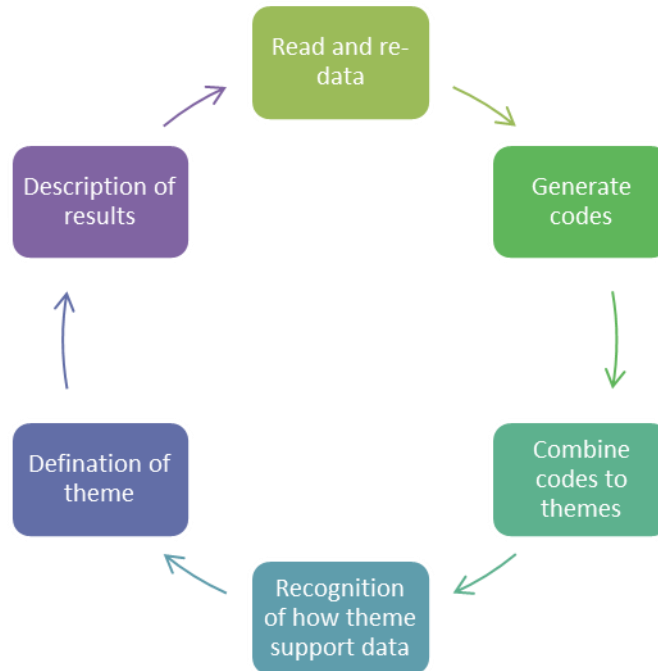 Read and re-
data
Generate
codes
Combine
codes to
themes
Recognition
of how theme
support data
Defination of
theme
Description of
results